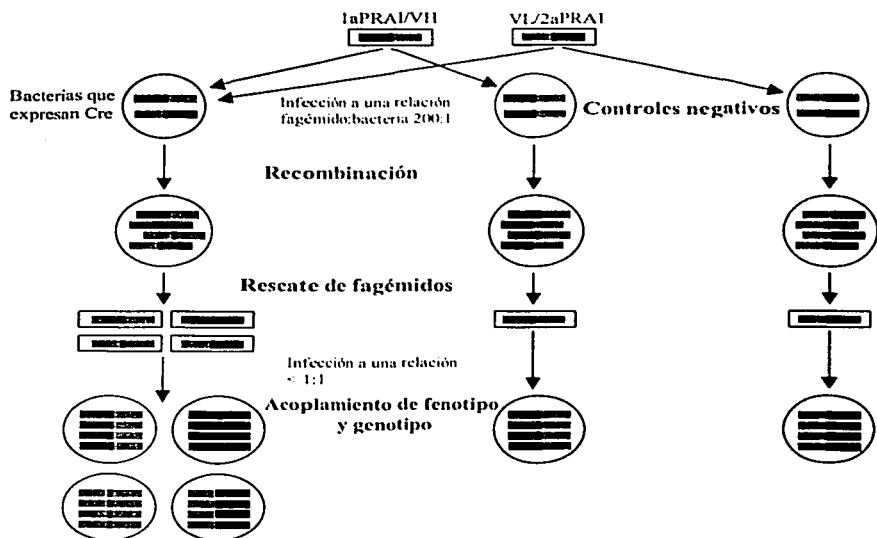 1aPRAI/VH
VL/2aPRAI
Bacterias que
expresan Cre
Infección a una relación
fagémido:bacteria 200:1
Controles negativos
Recombinación
Rescate de fagémidos
Infección a una relación
< 1:1
Acoplamiento de fenotipo
y genotipo